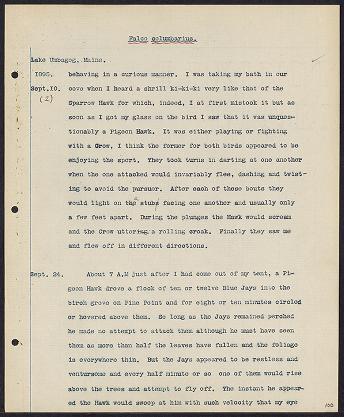 Falco columbarius.
Lake Umbagog, Maine.
1895. behaving in a curious manner. I was taking my bath in our
Sept.10. cove when I heard a shrill ki-ki-ki very like that of the
(2) Sparrow Hawk for which, indeed, I at first mistook it but as
soon as I got my glass on the bird I saw that it was unques-
tionably a Pigeon Hawk. It was either playing or fighting
with a Crow, I think the former for both birds appeared to be
enjoying the sport. They took turns in darting at one another
when the one attacked would invariably flee, dashing and twist-
ing to avoid the pursuer. After each of these bouts they
would light on the stubs facing one another and usually only
a few feet apart. During the plunges the Hawk would scream
and the Crow uttering a rolling croak. Finally they saw me
and flew off in different directions.
Sept. 24. About 7 A.M just after I had come out of my tent, a Pi-
geon Hawk drove a flock of ten or twelve Blue Jays into the
birch grove on Pine Point and for eight or ten minutes circled
or hovered above them. So long as the Jays remained perched
he made no attempt to attack them although he must have seen
them as more than half the leaves have fallen and the foliage
is everywhere thin. But the Jays appeared to be restless and
venturesome and every half minute or so one of them would rise
above the trees and attempt to fly off. The instant he appear-
ed the Hawk would swoop at him with such velocity that my eye